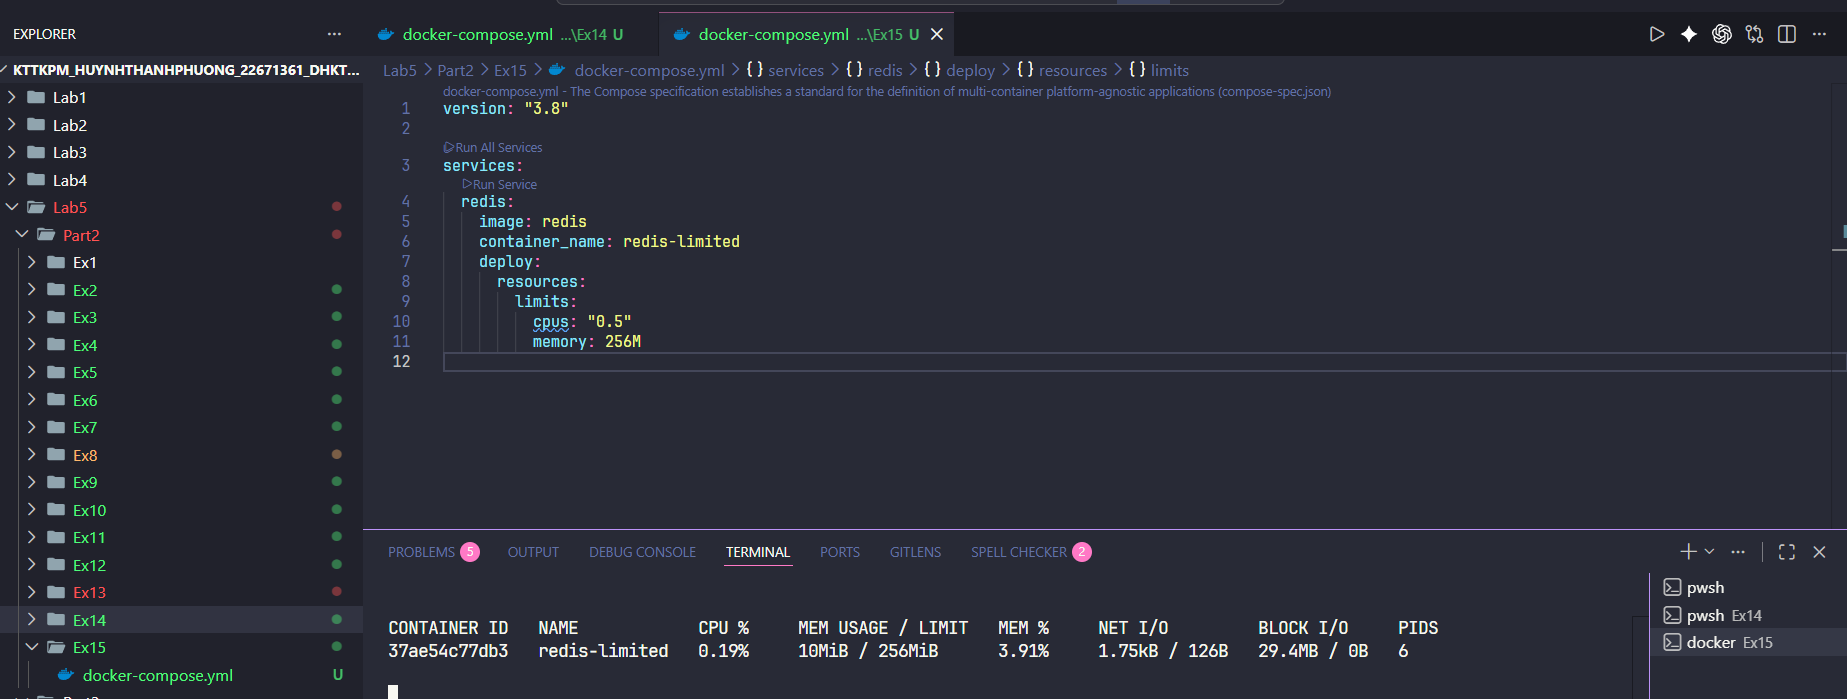 EXPLORER
KTTKPM_HUYNHTHANHPHUONG_22671361_DHKT...
Lab1
Lab2
Lab3
Lab4
Lab5
Part2
Ex1
Ex2
Ex3
Ex4
Ex5
Ex6
Ex7
Ex8
Ex9
Ex10
Ex11
Ex12
Ex13
Ex14
Ex15
docker-compose.yml U
docker-compose.yml ...\Ex14 U
docker-compose.yml ...\Ex15 U
Lab5 > Part2 > Ex15 > docker-compose.yml > {} services > {} redis > {} deploy > {} resources > {} limits
docker-compose.yml - The Compose specification establishes a standard for the definition of multi-container platform-agnostic applications (compose-spec.json)
1 version: "3.8"
2
Run All Services
3 services:
Run Service
4 redis:
5 image: redis
6 container_name: redis-limited
7 deploy:
8 resources:
9 limits:
10 cpus: "0.5"
11 memory: 256M
12
PROBLEMS 5 OUTPUT DEBUG CONSOLE TERMINAL PORTS GITLENS SPELL CHECKER 2
CONTAINER ID NAME CPU % MEM USAGE / LIMIT MEM % NET I/O BLOCK I/O PIDS
37ae54c77db3 redis-limited 0.19% 10MiB / 256MiB 3.91% 1.75kB / 126B 29.4MB / 0B 6
pwsh
pwsh Ex14
docker Ex15